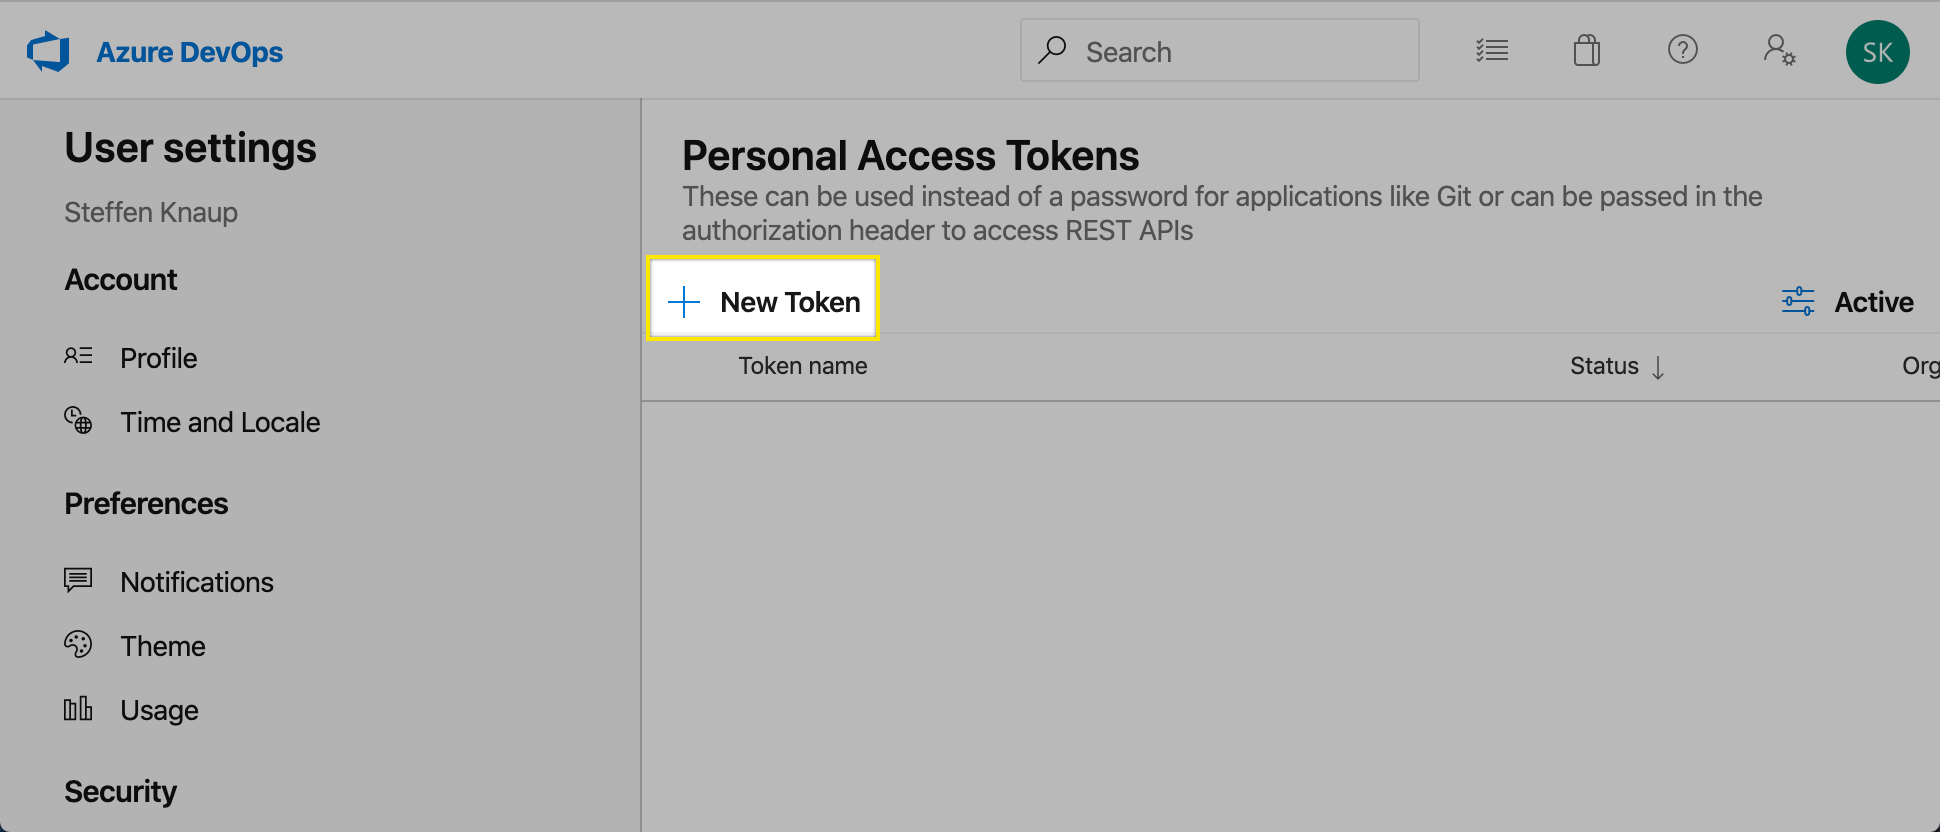 Azure DevOps
Search
SK
User settings
Steffen Knaup
Account
Profile
Time and Locale
Preferences
Notifications
Theme
Usage
Security
Personal Access Tokens
These can be used instead of a password for applications like Git or can be passed in the
authorization header to access REST APIs
New Token
Active
Token name
Status ↓
Org